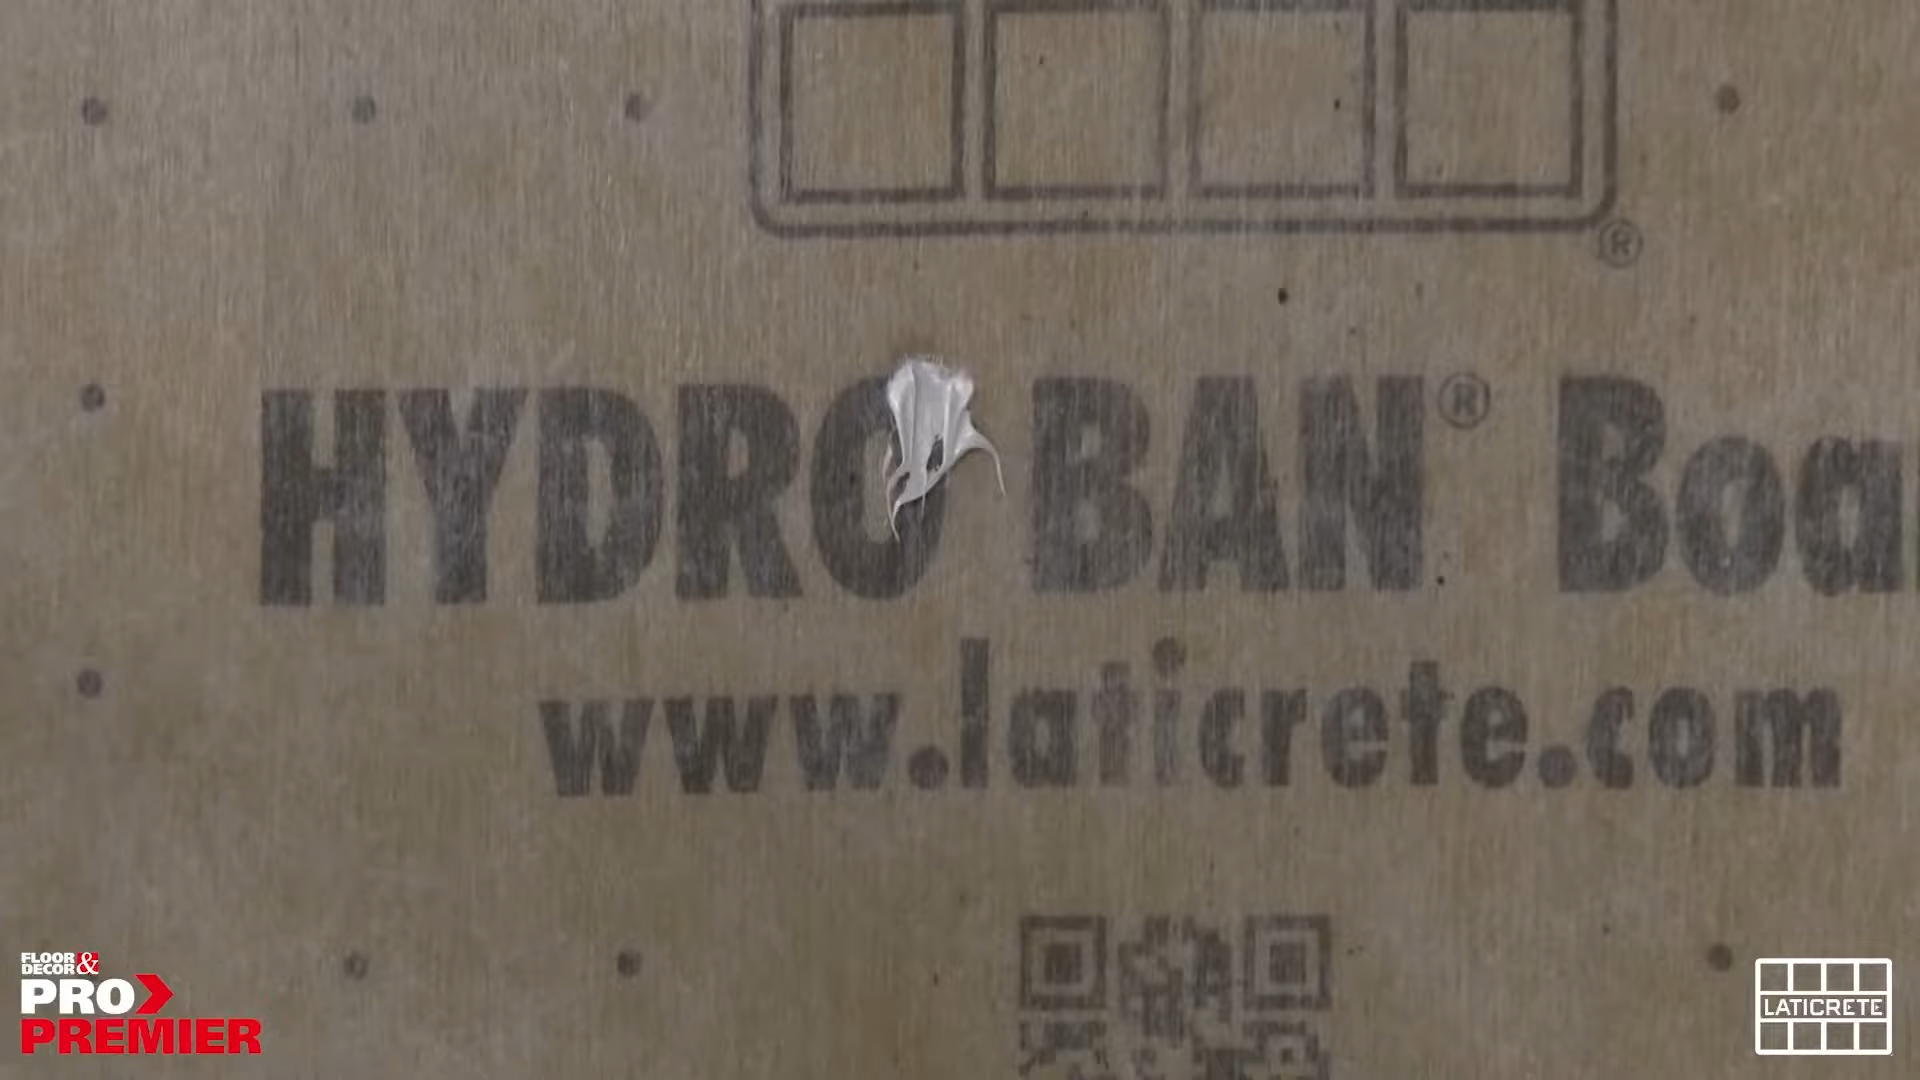 ®
HYDRO BAN® Boa
www.laticrete.com
FLOOR & DECOR
PRO
PREMIER
LATICRETE